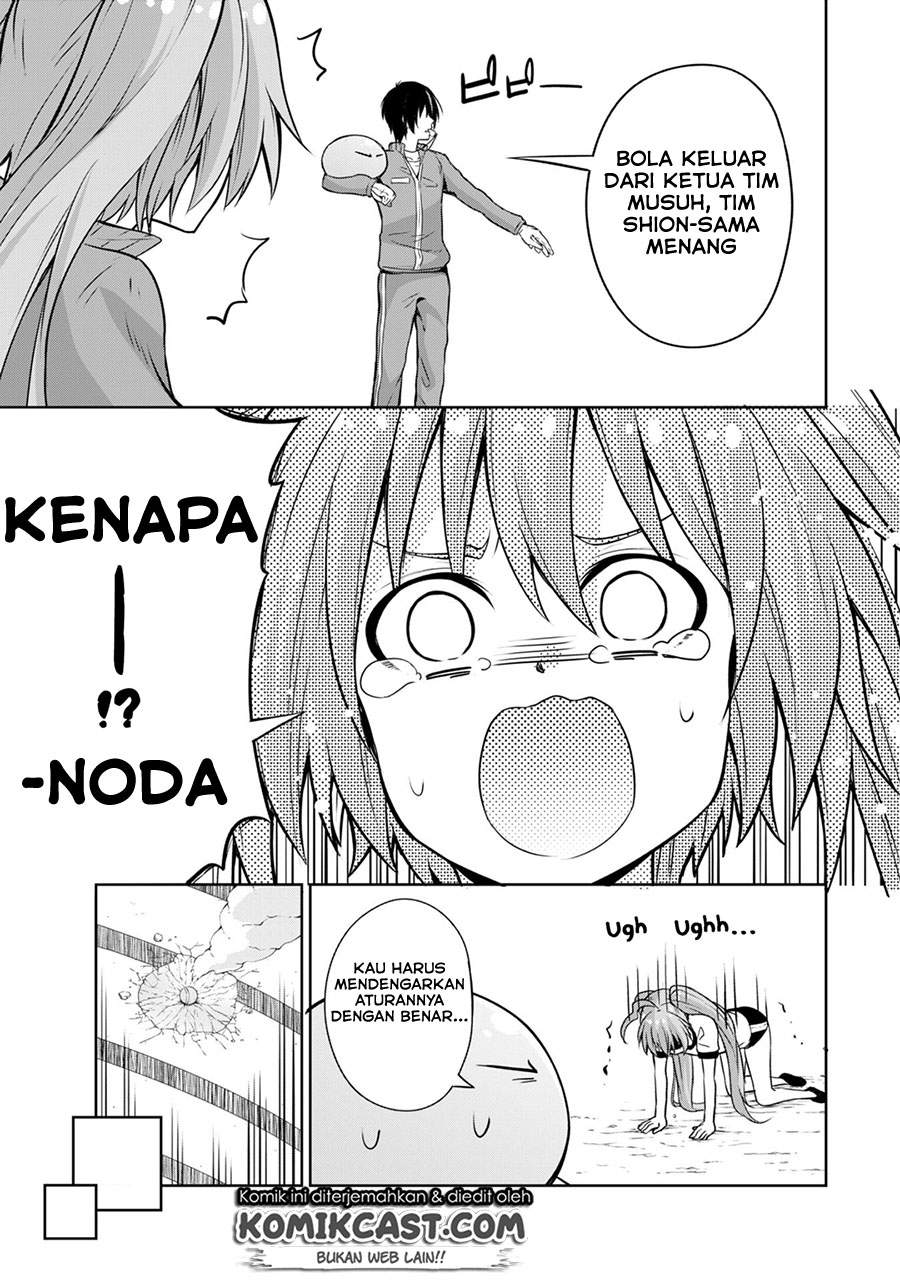 ピピー
BOLA KELUAR
DARI KETUA TIM
MUSUH, TIM
SHION-SAMA
MENANG
KENAPA
—
!?
-NODA
Ugh Ughh...
KAU HARUS
MENDENGARKAN
ATURANNYA
DENGAN BENAR...
Komik ini diterjemahkan & diedit oleh
KOMIKCAST.COM
BUKAN WEB LAIN!!